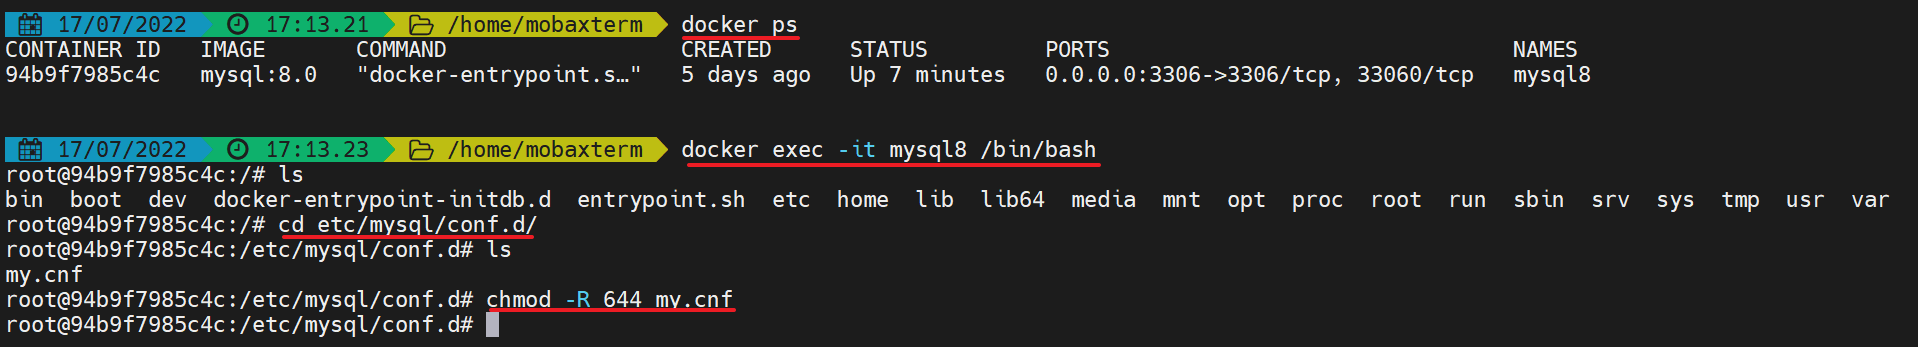 17/07/2022 17:13.21 /home/mobaxterm docker ps
CONTAINER ID IMAGE COMMAND CREATED STATUS PORTS NAMES
94b9f7985c4c mysql:8.0 "docker-entrypoint.s…" 5 days ago Up 7 minutes 0.0.0.0:3306->3306/tcp, 33060/tcp mysql8
17/07/2022 17:13.23 /home/mobaxterm docker exec -it mysql8 /bin/bash
root@94b9f7985c4c:/# ls
bin boot dev docker-entrypoint-initdb.d entrypoint.sh etc home lib lib64 media mnt opt proc root run sbin srv sys tmp usr var
root@94b9f7985c4c:/# cd etc/mysql/conf.d/
root@94b9f7985c4c:/etc/mysql/conf.d# ls
my.cnf
root@94b9f7985c4c:/etc/mysql/conf.d# chmod -R 644 my.cnf
root@94b9f7985c4c:/etc/mysql/conf.d#